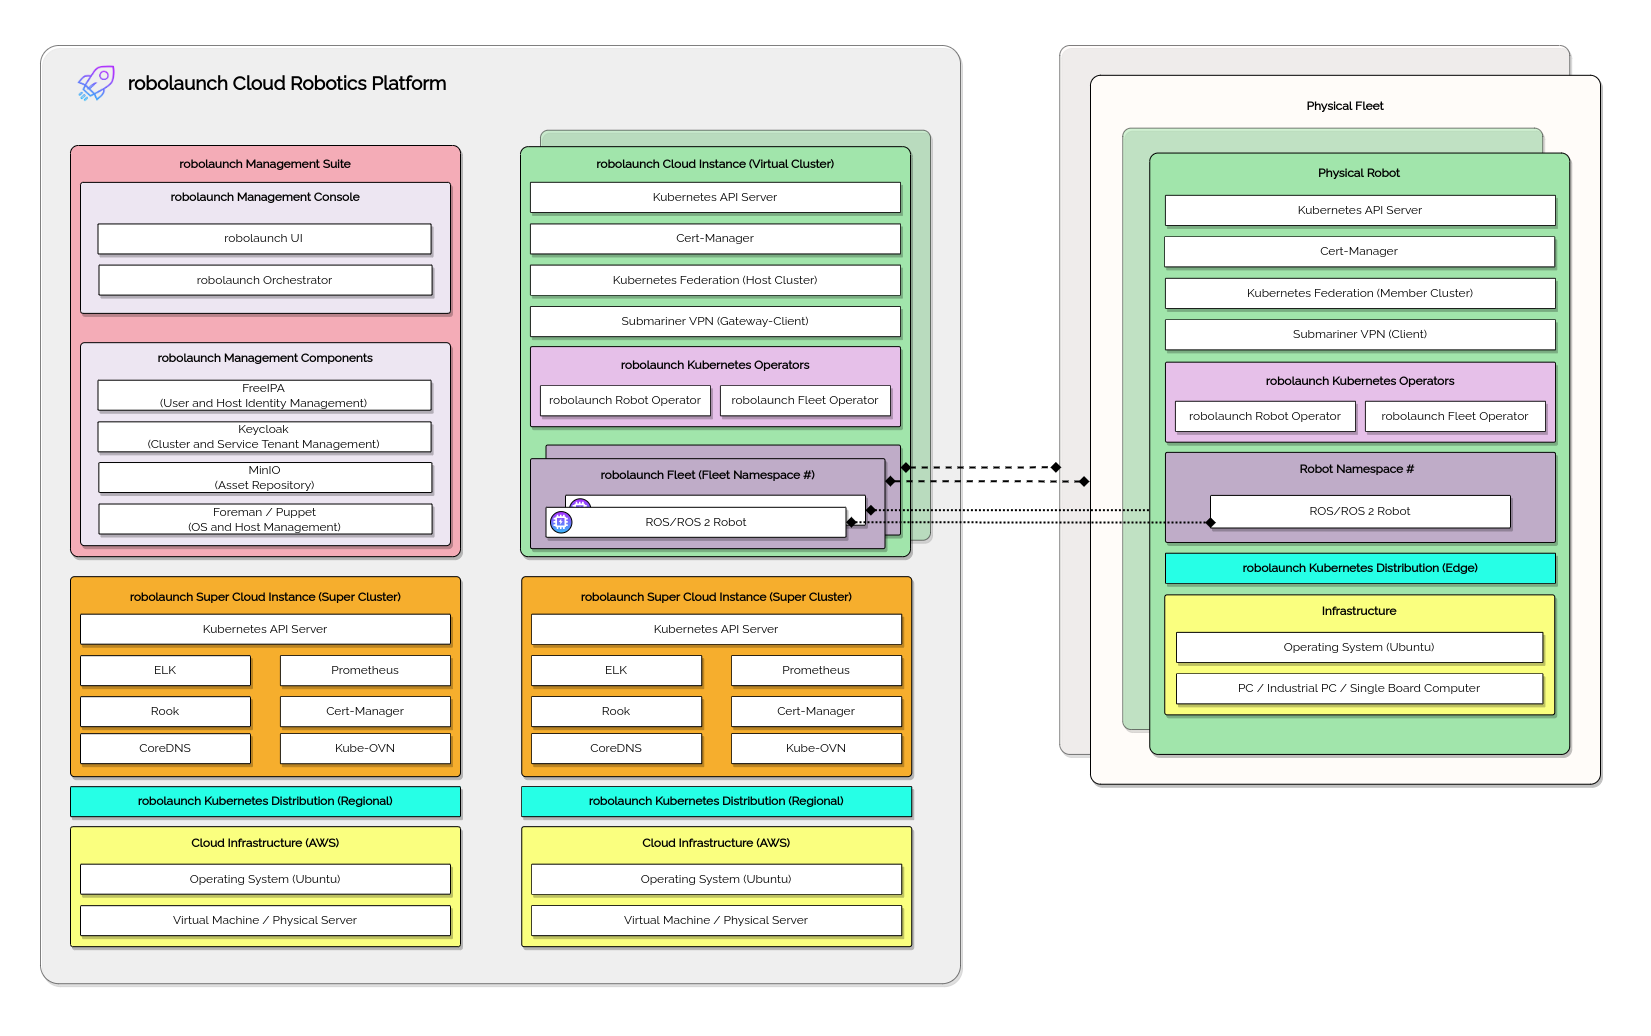 robolaunch Cloud Robotics Platform
robolaunch Management Suite
robolaunch Management Console
robolaunch UI
robolaunch Orchestrator
robolaunch Management Components
FreeIPA
(User and Host Identity Management)
Keycloak
(Cluster and Service Tenant Management)
MinIO
(Asset Repository)
Foreman / Puppet
(OS and Host Management)
robolaunch Super Cloud Instance (Super Cluster)
Kubernetes API Server
ELK
Prometheus
Rook
Cert-Manager
CoreDNS
Kube-OVN
robolaunch Kubernetes Distribution (Regional)
Cloud Infrastructure (AWS)
Operating System (Ubuntu)
Virtual Machine / Physical Server
robolaunch Cloud Instance (Virtual Cluster)
Kubernetes API Server
Cert-Manager
Kubernetes Federation (Host Cluster)
Submariner VPN (Gateway-Client)
robolaunch Kubernetes Operators
robolaunch Robot Operator
robolaunch Fleet Operator
robolaunch Fleet (Fleet Namespace #)
ROS/ROS 2 Robot
robolaunch Super Cloud Instance (Super Cluster)
Kubernetes API Server
ELK
Prometheus
Rook
Cert-Manager
CoreDNS
Kube-OVN
robolaunch Kubernetes Distribution (Regional)
Cloud Infrastructure (AWS)
Operating System (Ubuntu)
Virtual Machine / Physical Server
Physical Fleet
Physical Robot
Kubernetes API Server
Cert-Manager
Kubernetes Federation (Member Cluster)
Submariner VPN (Client)
robolaunch Kubernetes Operators
robolaunch Robot Operator
robolaunch Fleet Operator
Robot Namespace #
ROS/ROS 2 Robot
robolaunch Kubernetes Distribution (Edge)
Infrastructure
Operating System (Ubuntu)
PC / Industrial PC / Single Board Computer